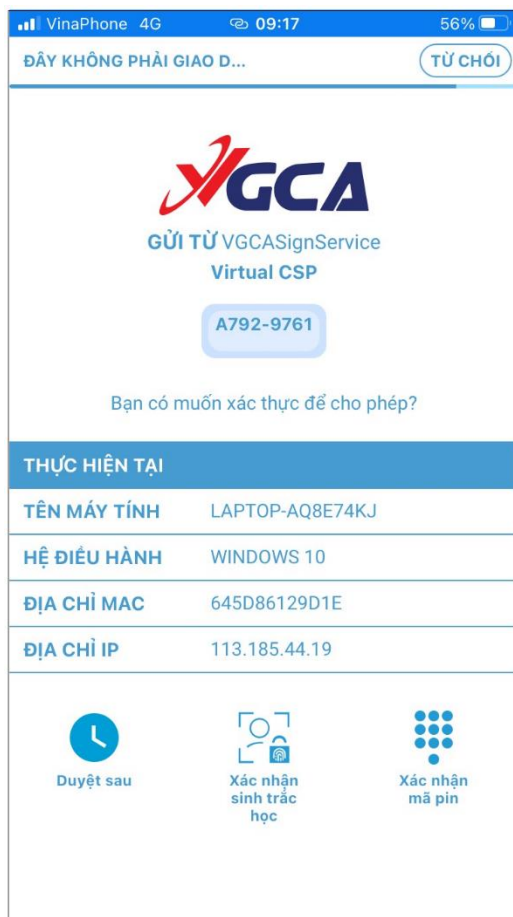 VinaPhone 4G 09:17 56%
ĐÂY KHÔNG PHẢI GIAO D... TỪ CHỐI
VGCA
GỬI TỪ VGCASignService
Virtual CSP
A792-9761
Bạn có muốn xác thực để cho phép?
THỰC HIỆN TẠI
TÊN MÁY TÍNH LAPTOP-AQ8E74KJ
HỆ ĐIỀU HÀNH WINDOWS 10
ĐỊA CHỈ MAC 645D86129D1E
ĐỊA CHỈ IP 113.185.44.19
Duyệt sau
Xác nhận
sinh trắc
học
Xác nhận
mã pin